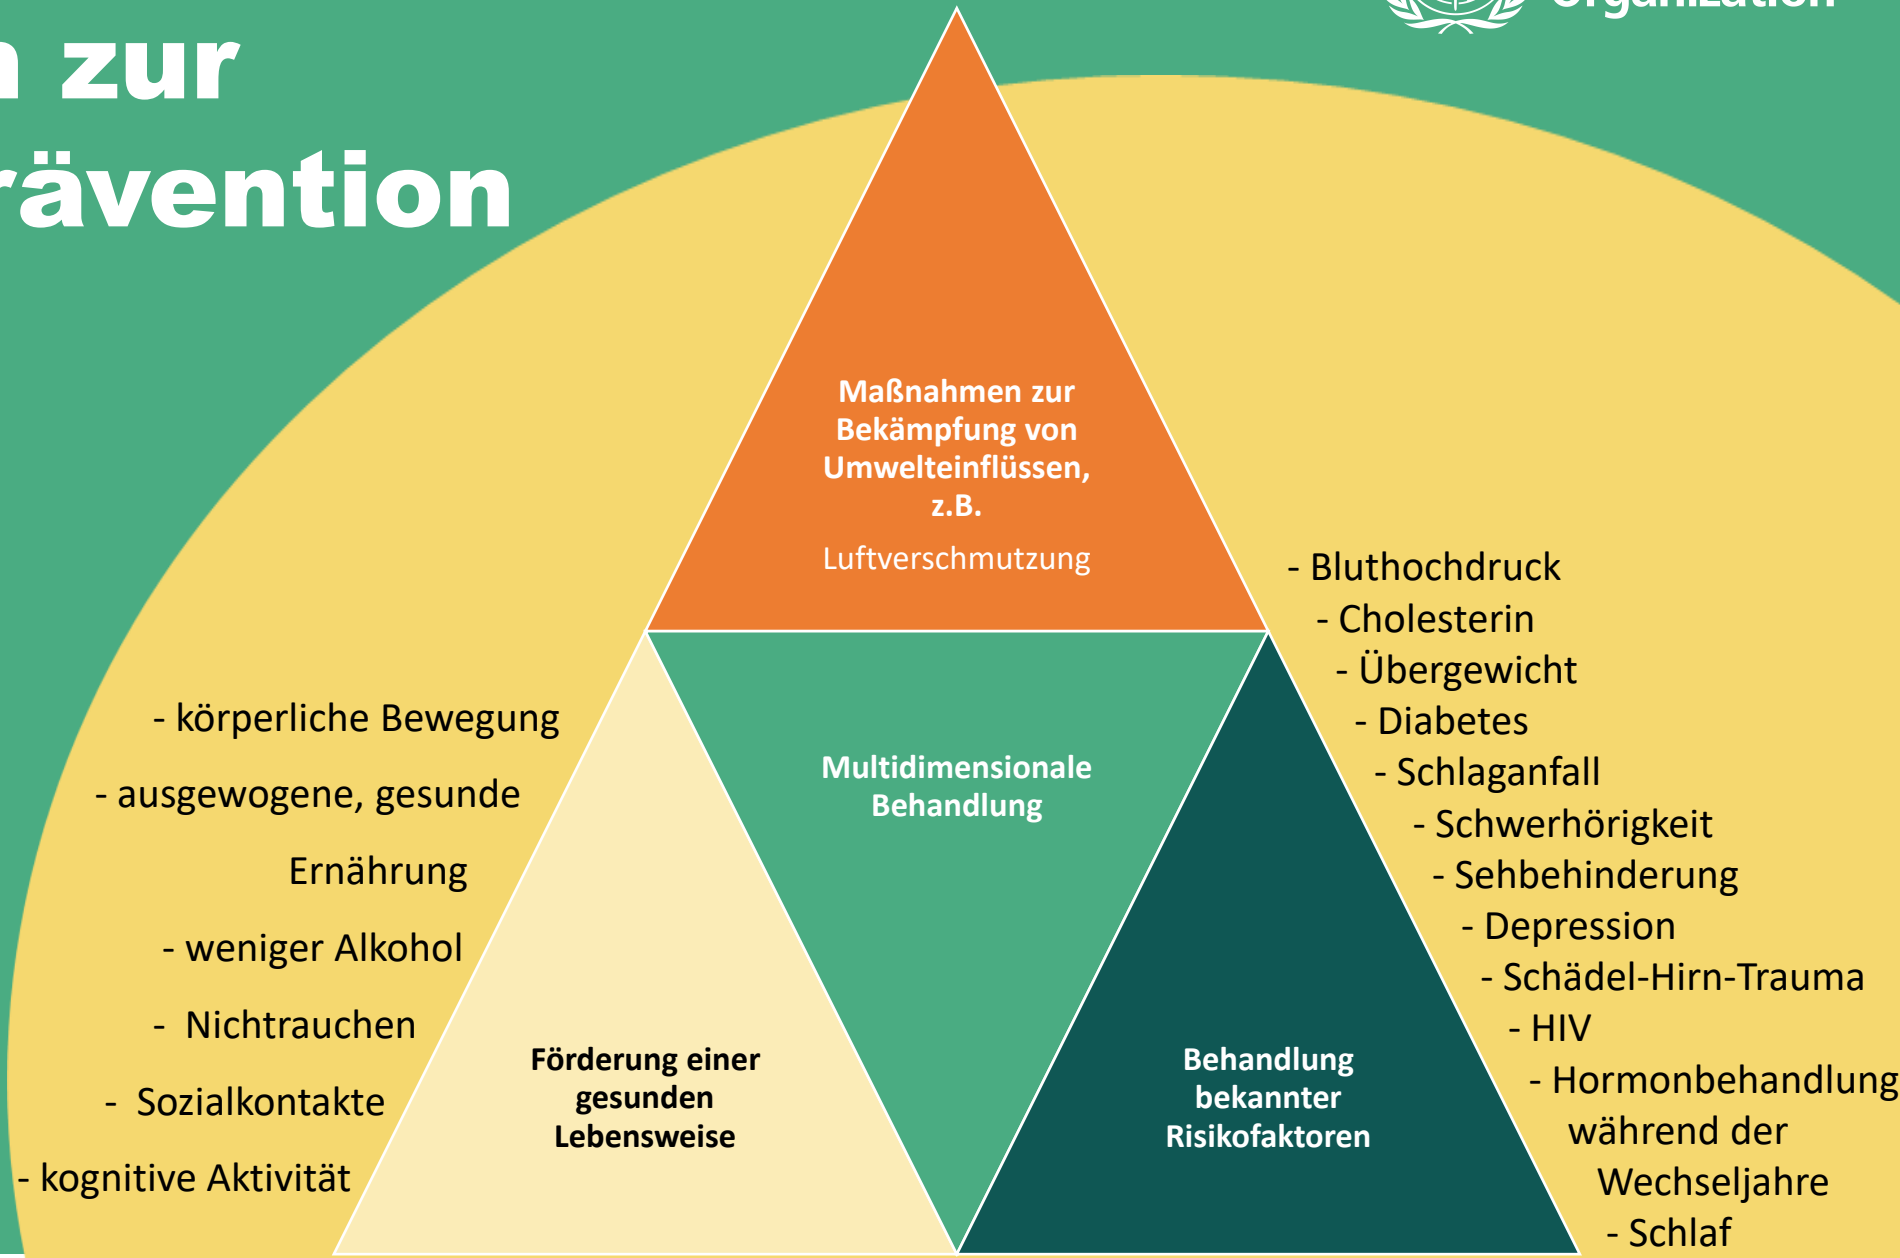 zur
rävention
Maßnahmen zur
Bekämpfung von
Umwelteinflüssen,
z.B.
Luftverschmutzung
- körperliche Bewegung
- ausgewogene, gesunde
Ernährung
- weniger Alkohol
- Nichtrauchen
- Sozialkontakte
- kognitive Aktivität
Multidimensionale
Behandlung
Förderung einer
gesunden
Lebensweise
Behandlung
bekannter
Risikofaktoren
- Bluthochdruck
- Cholesterin
- Übergewicht
- Diabetes
- Schlaganfall
- Schwerhörigkeit
- Sehbehinderung
- Depression
- Schädel-Hirn-Trauma
- HIV
- Hormonbehandlung
während der
Wechseljahre
- Schlaf